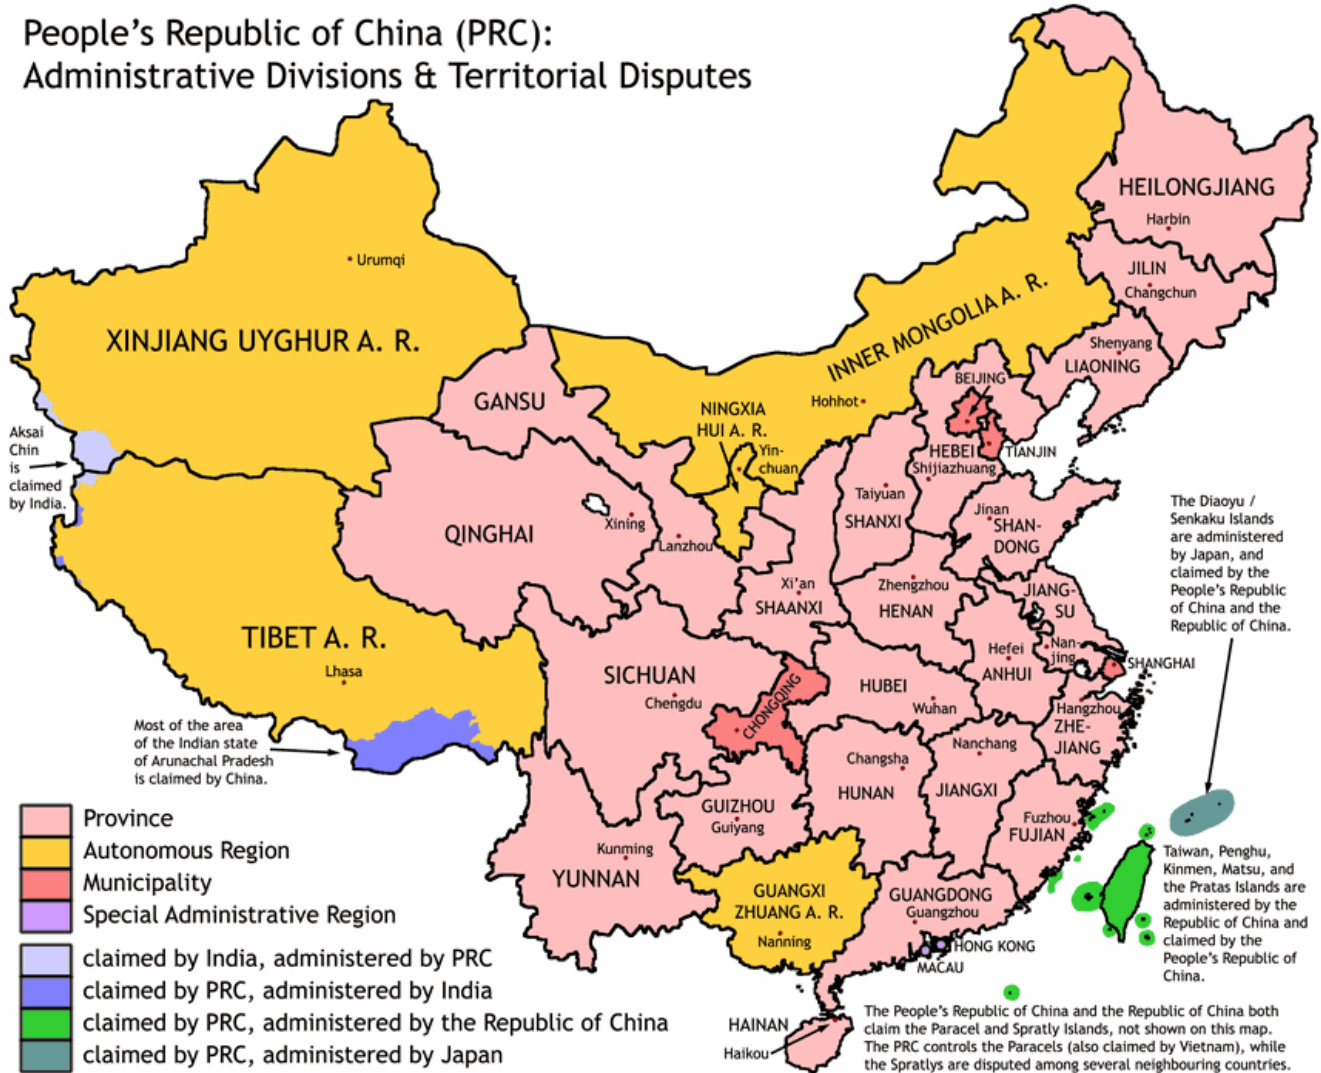 People's Republic of China (PRC):
Administrative Divisions & Territorial Disputes
HEILONGJIANG
Harbin
JILIN
Changchun
Urumqi
XINJIANG UYGHUR A. R.
INNER MONGOLIA A. R.
Hohhot
Shenyang
LIAONING
BEIJING
GANSU
NINGXIA
HUI A. R.
Yin-
chuan
HEBEI
TIANJIN
Shijiazhuang
Aksai
Chin
is
claimed
by India.
Taiyuan
SHANXI
Jinan
SHAN-
DONG
QINGHAI
Xining
Lanzhou
The Diaoyu /
Senkaku Islands
are administered
by Japan, and
claimed by the
People's Republic
of China and the
Republic of China.
Xi'an
SHAANXI
Zhengzhou
HENAN
JIANG-
SU
TIBET A. R.
Lhasa
SICHUAN
Chengdu
CHONGQING
HUBEI
Wuhan
Hefei
ANHUI
Nan-
jing
SHANGHAI
Hangzhou
ZHE-
JIANG
Most of the area
of the Indian state
of Arunachal Pradesh
is claimed by China.
Changsha
HUNAN
Nanchang
JIANGXI
GUIZHOU
Guiyang
Fuzhou
FUJIAN
Kunming
YUNNAN
GUANGXI
ZHUANG A. R.
Nanning
GUANGDONG
Guangzhou
HONG KONG
MACAU
HAINAN
Haikou
Taiwan, Penghu,
Kinmen, Matsu, and
the Pratas Islands are
administered by the
Republic of China and
claimed by the
People's Republic of
China.
Province
Autonomous Region
Municipality
Special Administrative Region
claimed by India, administered by PRC
claimed by PRC, administered by India
claimed by PRC, administered by the Republic of China
claimed by PRC, administered by Japan
The People's Republic of China and the Republic of China both
claim the Paracel and Spratly Islands, not shown on this map.
The PRC controls the Paracels (also claimed by Vietnam), while
the Spratlys are disputed among several neighbouring countries.